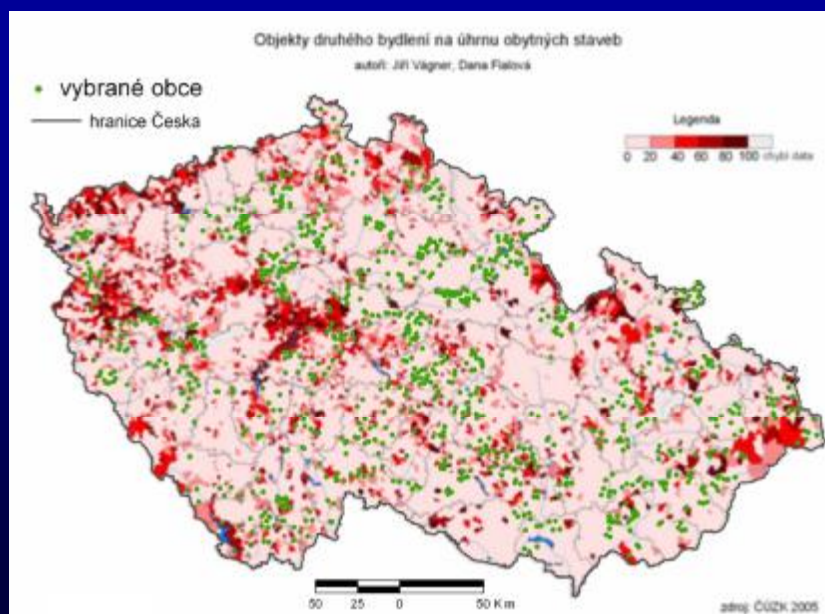 Objekty druhého bydlení na úhrnu obytných staveb
autoři: Jiří Vágner, Dana Fialová
vybrané obce
hranice Česka
Legenda
0 20 40 60 80 100 chybí data
50 25 0 50 Km
zdroj: ČÚZK 2005